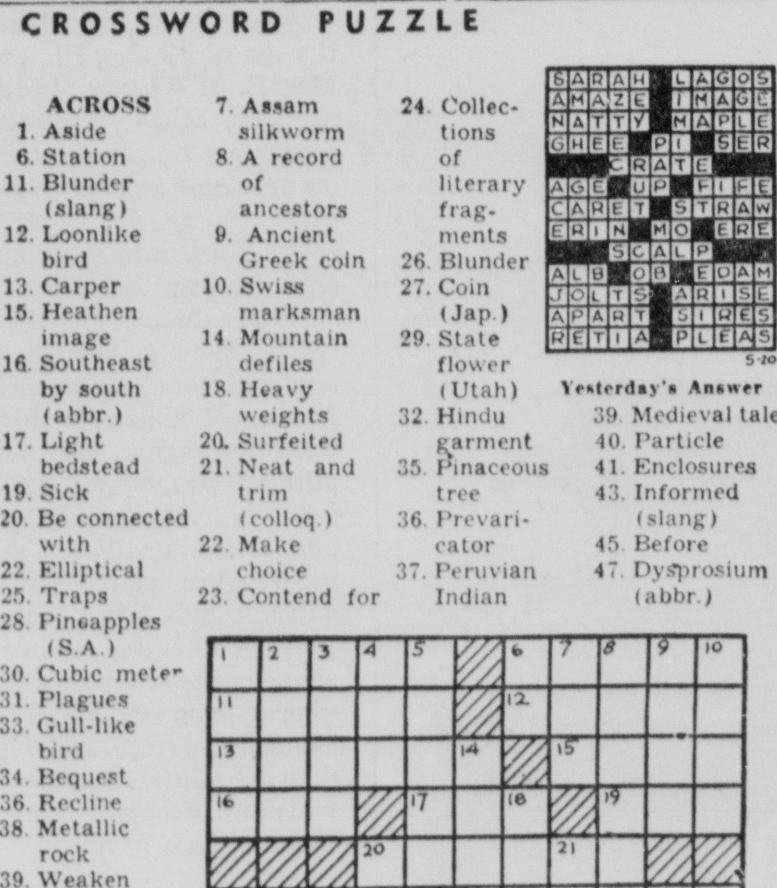 CROSSWORD PUZZLE
ACROSS
1. Aside
6. Station
11. Blunder
(slang)
12. Loonlike
bird
13. Carper
15. Heathen
image
16. Southeast
by south
(abbr.)
17. Light
bedstead
19. Sick
20. Be connected
with
22. Elliptical
25. Traps
28. Pineapples
(S.A.)
30. Cubic meter
31. Plagues
33. Gull-like
bird
34. Bequest
36. Recline
38. Metallic
rock
39. Weaken
7. Assam
silkworm
8. A record
of
ancestors
9. Ancient
Greek coin
10. Swiss
marksman
14. Mountain
defiles
18. Heavy
weights
20. Surfeited
21. Neat and
trim
(colloq.)
22. Make
choice
23. Contend for
24. Collec-
tions
of
literary
frag-
ments
26. Blunder
27. Coin
(Jap.)
29. State
flower
(Utah)
32. Hindu
garment
35. Pinaceous
tree
36. Prevari-
cator
37. Peruvian
Indian
SARAH LAGOS
AMAZE IMAGE
NATTY MAPLE
GHEE PI SER
CRATE
AGE UP FIFE
CARET STRAW
ERIN MO ERE
SCALP
ALB OB EDAM
JOLTS ARISE
APART SIRES
RETIA PLEAS
5-20
Yesterday's Answer
39. Medieval tale
40. Particle
41. Enclosures
43. Informed
(slang)
45. Before
47. Dysprosium
(abbr.)
1 2 3 4 5 6 7 8 9 10
11 12
13 14 15
16 17 18 19
20 21